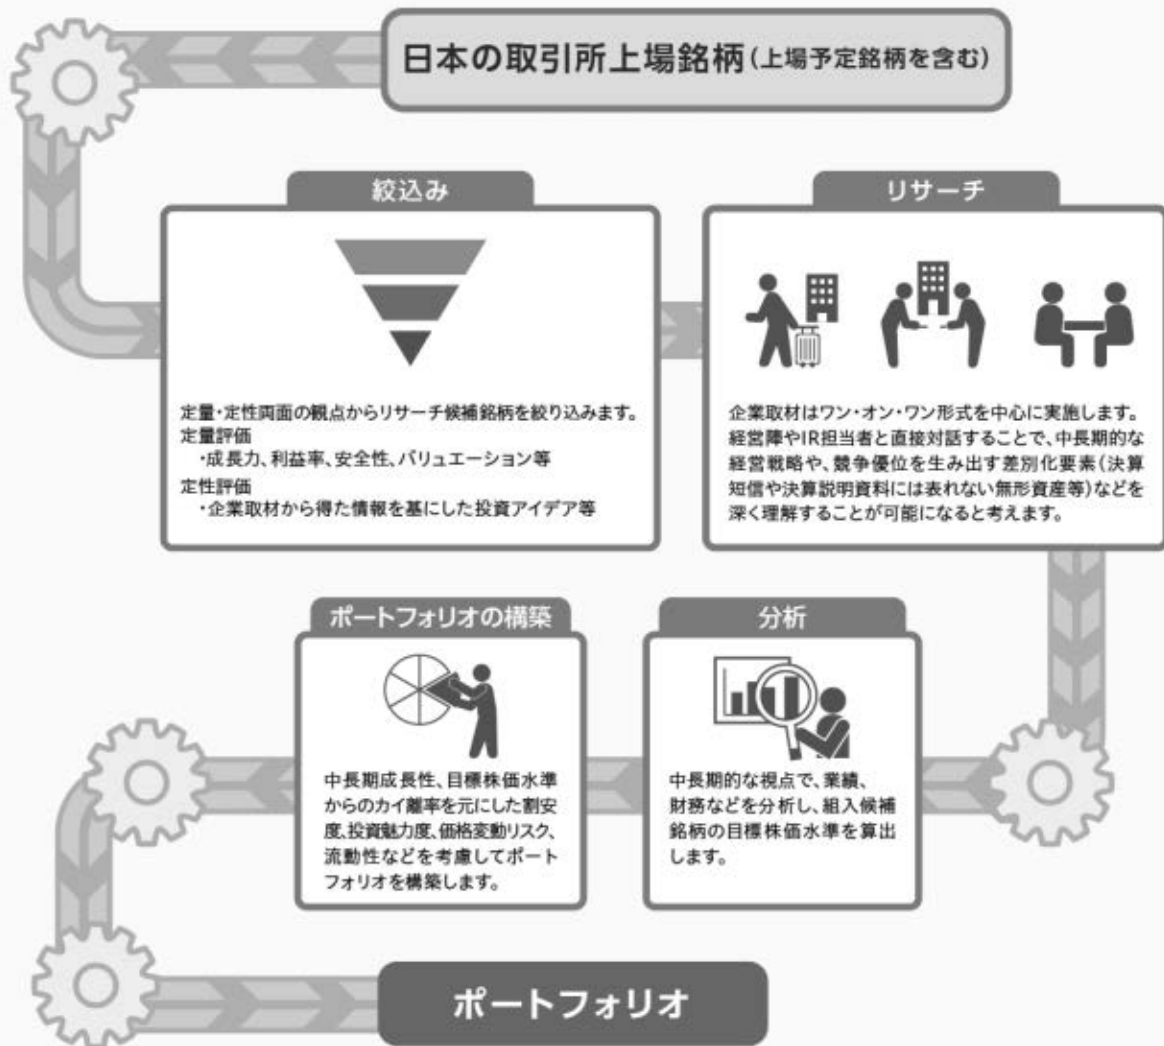 日本の取引所上場銘柄(上場予定銘柄を含む)
絞込み
定量・定性両面の観点からリサーチ候補銘柄を絞り込みます。
定量評価
・成長力、利益率、安全性、バリュエーション等
定性評価
・企業取材から得た情報を基にした投資アイデア等
リサーチ
企業取材はワン・オン・ワン形式を中心に実施します。
経営陣やIR担当者と直接対話することで、中長期的な
経営戦略や、競争優位を生み出す差別化要素(決算
短信や決算説明資料には表れない無形資産等)などを
深く理解することが可能になると考えます。
分析
中長期的な視点で、業績、
財務などを分析し、組入候補
銘柄の目標株価水準を算出
します。
ポートフォリオの構築
中長期成長性、目標株価水準
からのカイ離率を元にした割安
度、投資魅力度、価格変動リスク、
流動性などを考慮してポート
フォリオを構築します。
ポートフォリオ